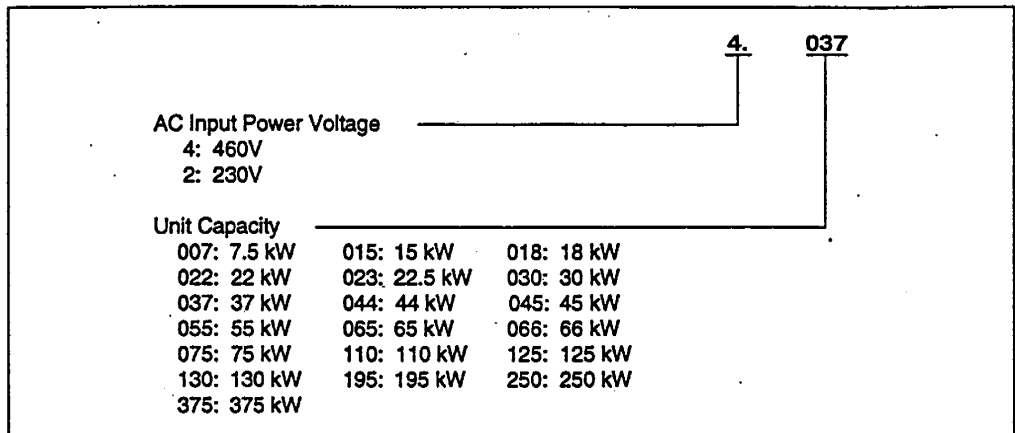 4. 037
AC Input Power Voltage
4: 460V
2: 230V
Unit Capacity
007: 7.5 kW 015: 15 kW 018: 18 kW
022: 22 kW 023: 22.5 kW 030: 30 kW
037: 37 kW 044: 44 kW 045: 45 kW
055: 55 kW 065: 65 kW 066: 66 kW
075: 75 kW 110: 110 kW 125: 125 kW
130: 130 kW 195: 195 kW 250: 250 kW
375: 375 kW